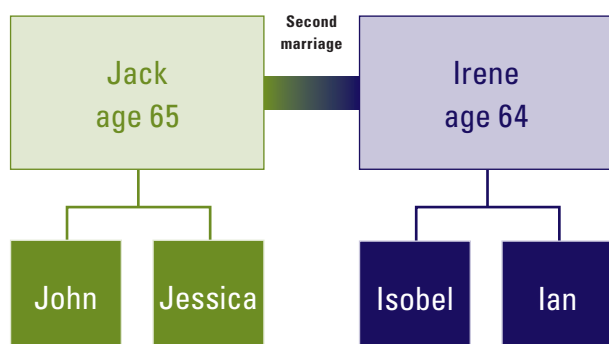 Second
marriage
Jack
age 65
Irene
age 64
John
Jessica
Isobel
Ian